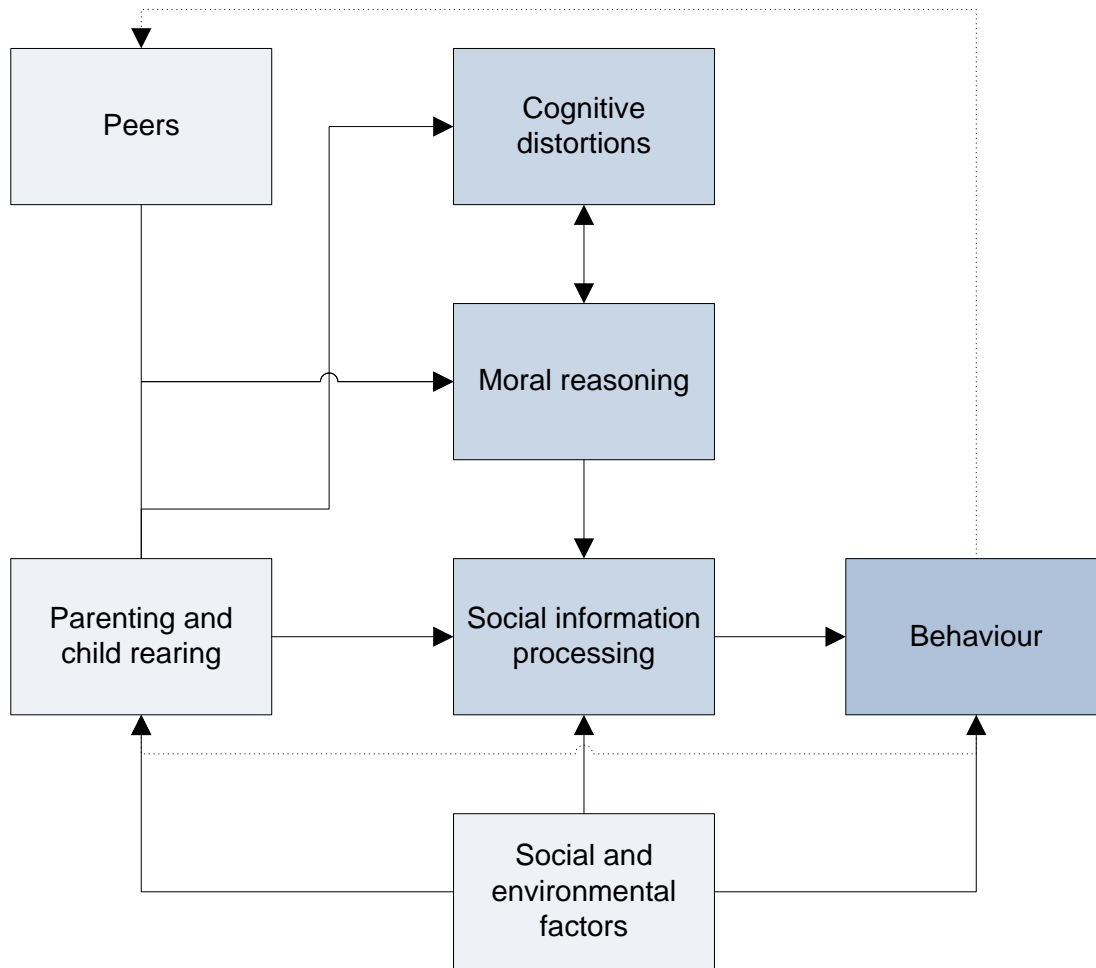 Peers
Cognitive
distortions
Moral reasoning
Parenting and
child rearing
Social information
processing
Behaviour
Social and
environmental
factors